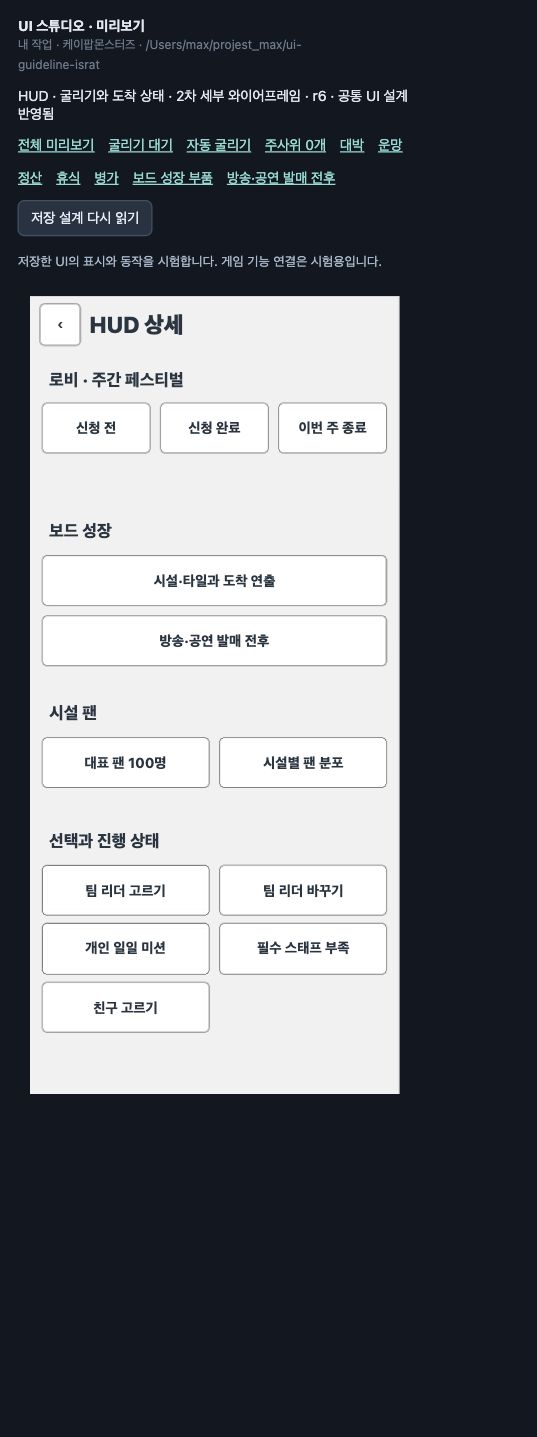 UI 스튜디오 · 미리보기
내 작업 · 케이팝몬스터즈 · /Users/max/projest_max/ui-
guideline-israt
HUD · 굴리기와 도착 상태 · 2차 세부 와이어프레임 · r6 · 공통 UI 설계
반영됨
전체 미리보기 굴리기 대기 자동 굴리기 주사위 0개 대박 운망
정산 휴식 병가 보드 성장 부품 방송·공연 발매 전후
저장 설계 다시 읽기
저장한 UI의 표시와 동작을 시험합니다. 게임 기능 연결은 시험용입니다.
‹ HUD 상세
로비 · 주간 페스티벌
신청 전 신청 완료 이번 주 종료
보드 성장
시설·타일과 도착 연출
방송·공연 발매 전후
시설 팬
대표 팬 100명 시설별 팬 분포
선택과 진행 상태
팀 리더 고르기 팀 리더 바꾸기
개인 일일 미션 필수 스태프 부족
친구 고르기